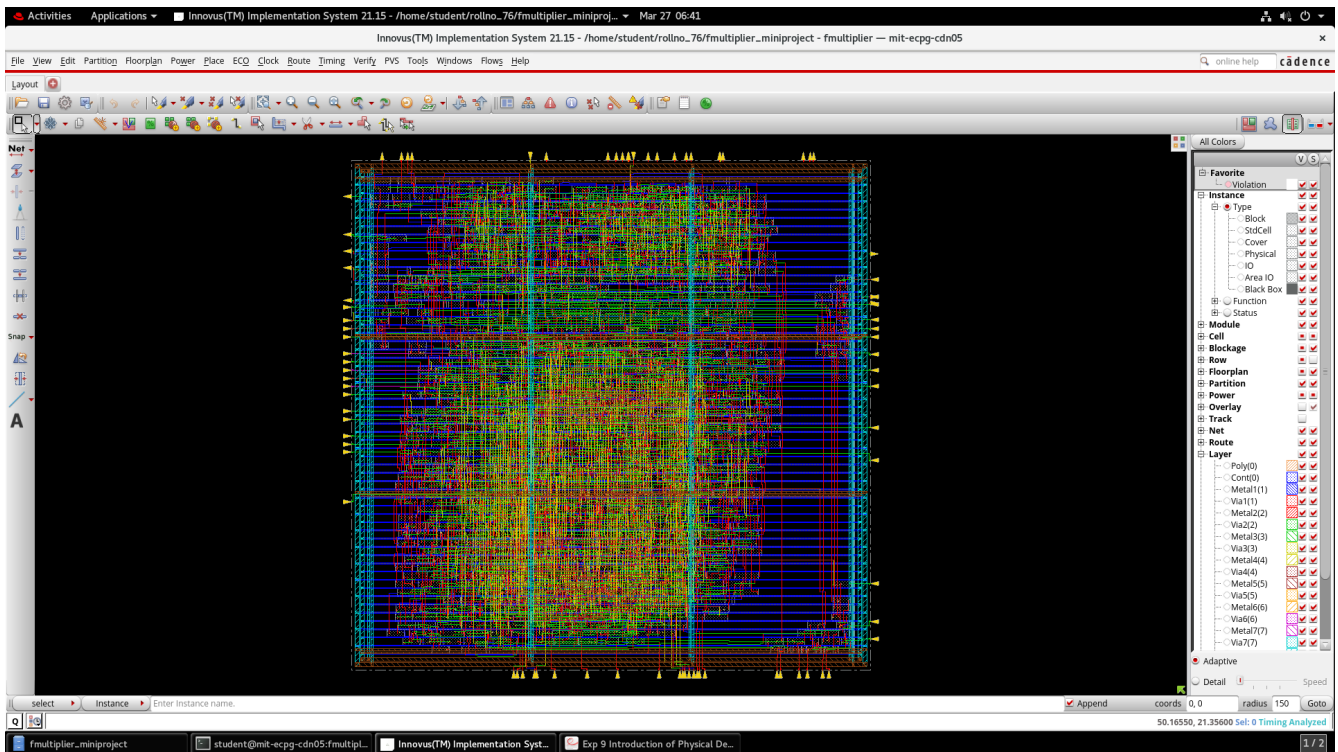 Activities Applications Innovus(TM) Implementation System 21.15 - /home/student/rollno_76/fmultiplier_miniproj... Mar 27 06:41
Innovus(TM) Implementation System 21.15 - /home/student/rollno_76/fmultiplier_miniproject - fmultiplier — mit-ecpg-cdn05 ×
File View Edit Partition Floorplan Power Place ECO Clock Route Timing Verify PVS Tools Windows Flows Help online help cādence
Layout
All Colors
Net
V S
Favorite
Violation
Instance
Type
Block
StdCell
Cover
Physical
IO
Area IO
Black Box
Function
Status
Module
Snap
Cell
Blockage
Row
Floorplan
Partition
Power
A
Overlay
Track
Net
Route
Layer
Poly(0)
Cont(0)
Metal1(1)
Via1(1)
Metal2(2)
Via2(2)
Metal3(3)
Via3(3)
Metal4(4)
Via4(4)
Metal5(5)
Via5(5)
Metal6(6)
Via6(6)
Metal7(7)
Via7(7)
Adaptive
Detail Speed
select Instance Enter Instance name. Append coords 0, 0 radius 150 Goto
Q 50.16550, 21.35600 Sel: 0 Timing Analyzed
fmultiplier_miniproject student@mit-ecpg-cdn05:fmultipl... Innovus(TM) Implementation Syst... Exp 9 Introduction of Physical De... 1 / 2